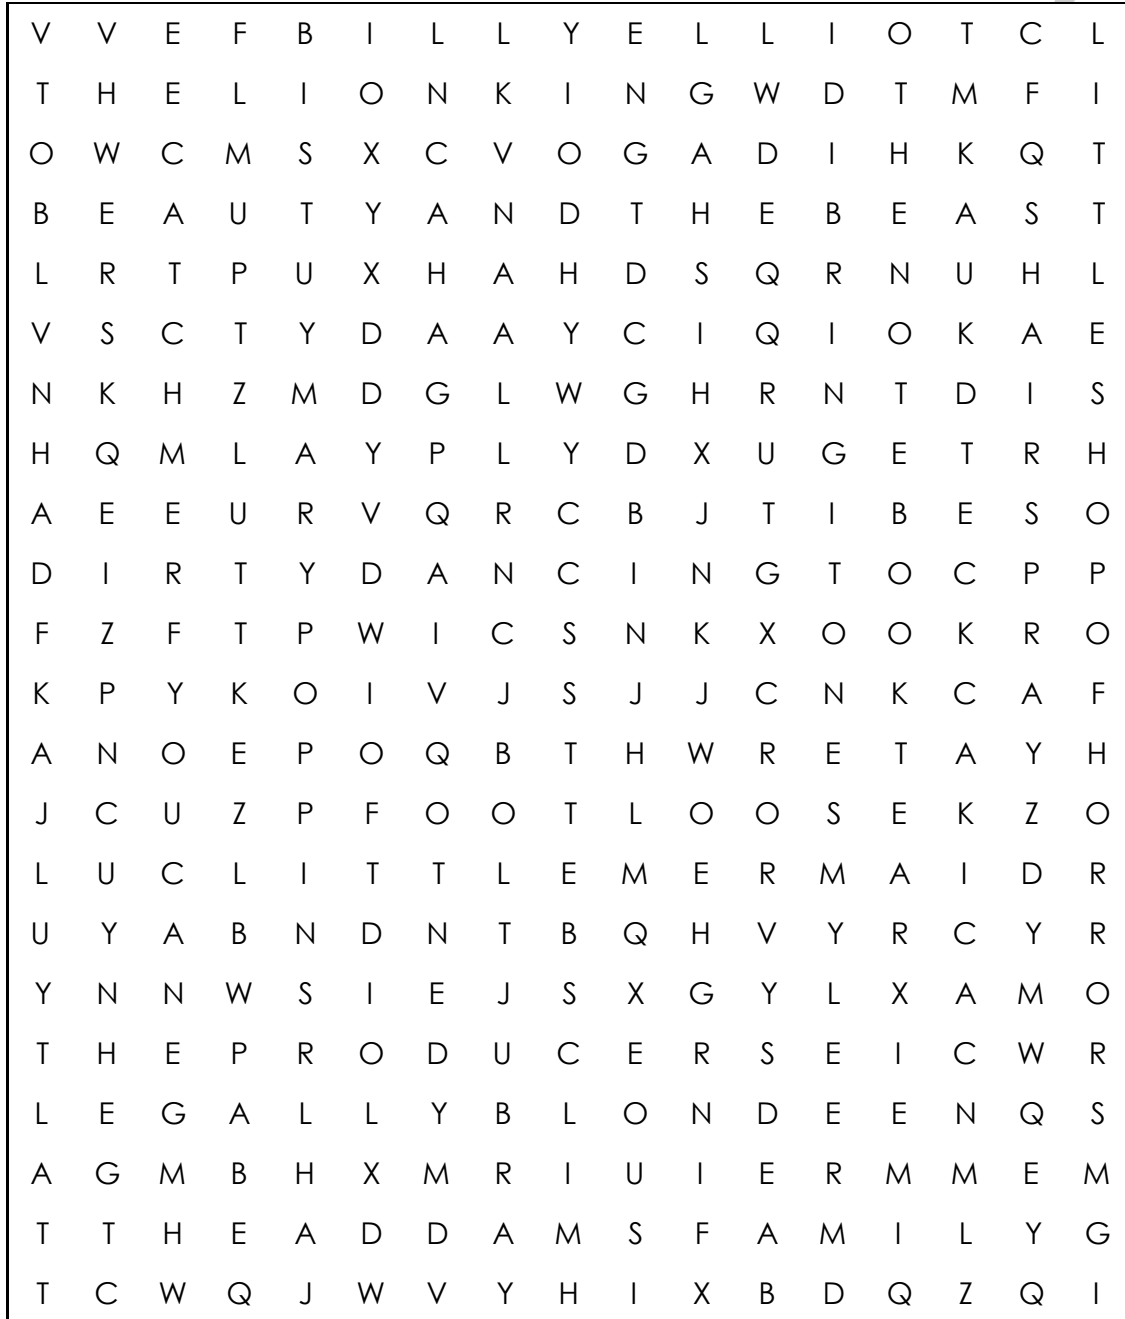 V V E F B I L L Y E L L I O T C L
T H E L I O N K I N G W D T M F I
O W C M S X C V O G A D I H K Q T
B E A U T Y A N D T H E B E A S T
L R T P U X H A H D S Q R N U H L
V S C T Y D A A Y C I Q I O K A E
N K H Z M D G L W G H R N T D I S
H Q M L A Y P L Y D X U G E T R H
A E E U R V Q R C B J T I B E S O
D I R T Y D A N C I N G T O C P P
F Z F T P W I C S N K X O O K R O
K P Y K O I V J S J J C N K C A F
A N O E P O Q B T H W R E T A Y H
J C U Z P F O O T L O O S E K Z O
L U C L I T T L E M E R M A I D R
U Y A B N D N T B Q H V Y R C Y R
Y N N W S I E J S X G Y L X A M O
T H E P R O D U C E R S E I C W R
L E G A L L Y B L O N D E E N Q S
A G M B H X M R I U I E R M M E M
T T H E A D D A M S F A M I L Y G
T C W Q J W V Y H I X B D Q Z Q I